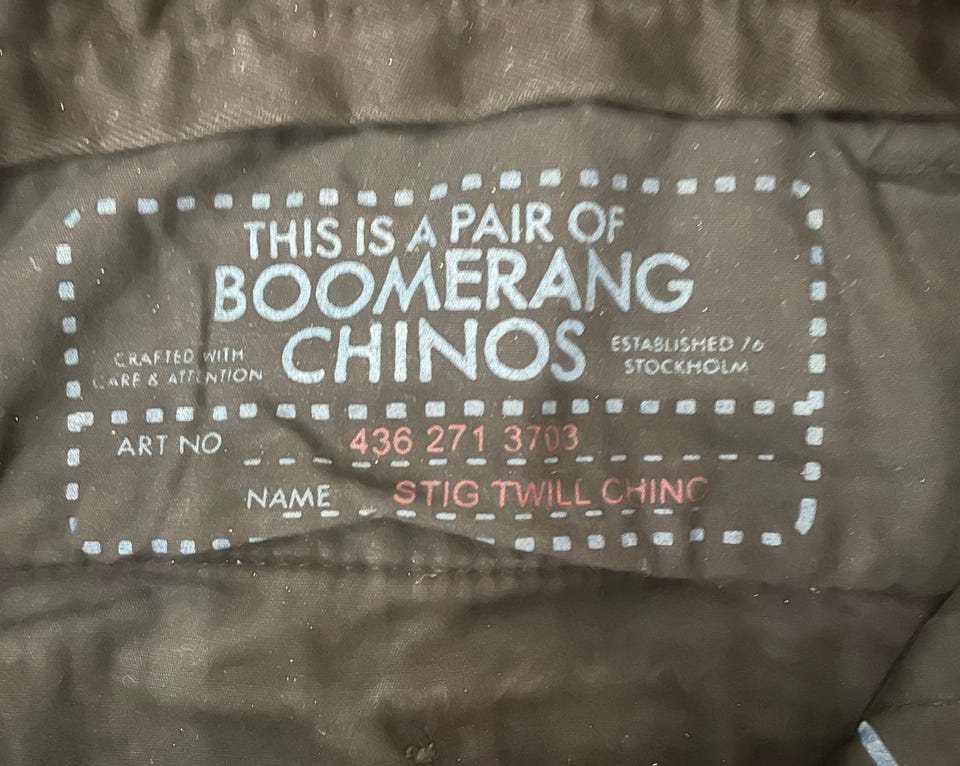 THIS IS A PAIR OF
BOOMERANG
CHINOS
CRAFTED WITH
CARE & ATTENTION
ESTABLISHED 76
STOCKHOLM
ART NO. 436 271 3703
NAME STIG TWILL CHINO